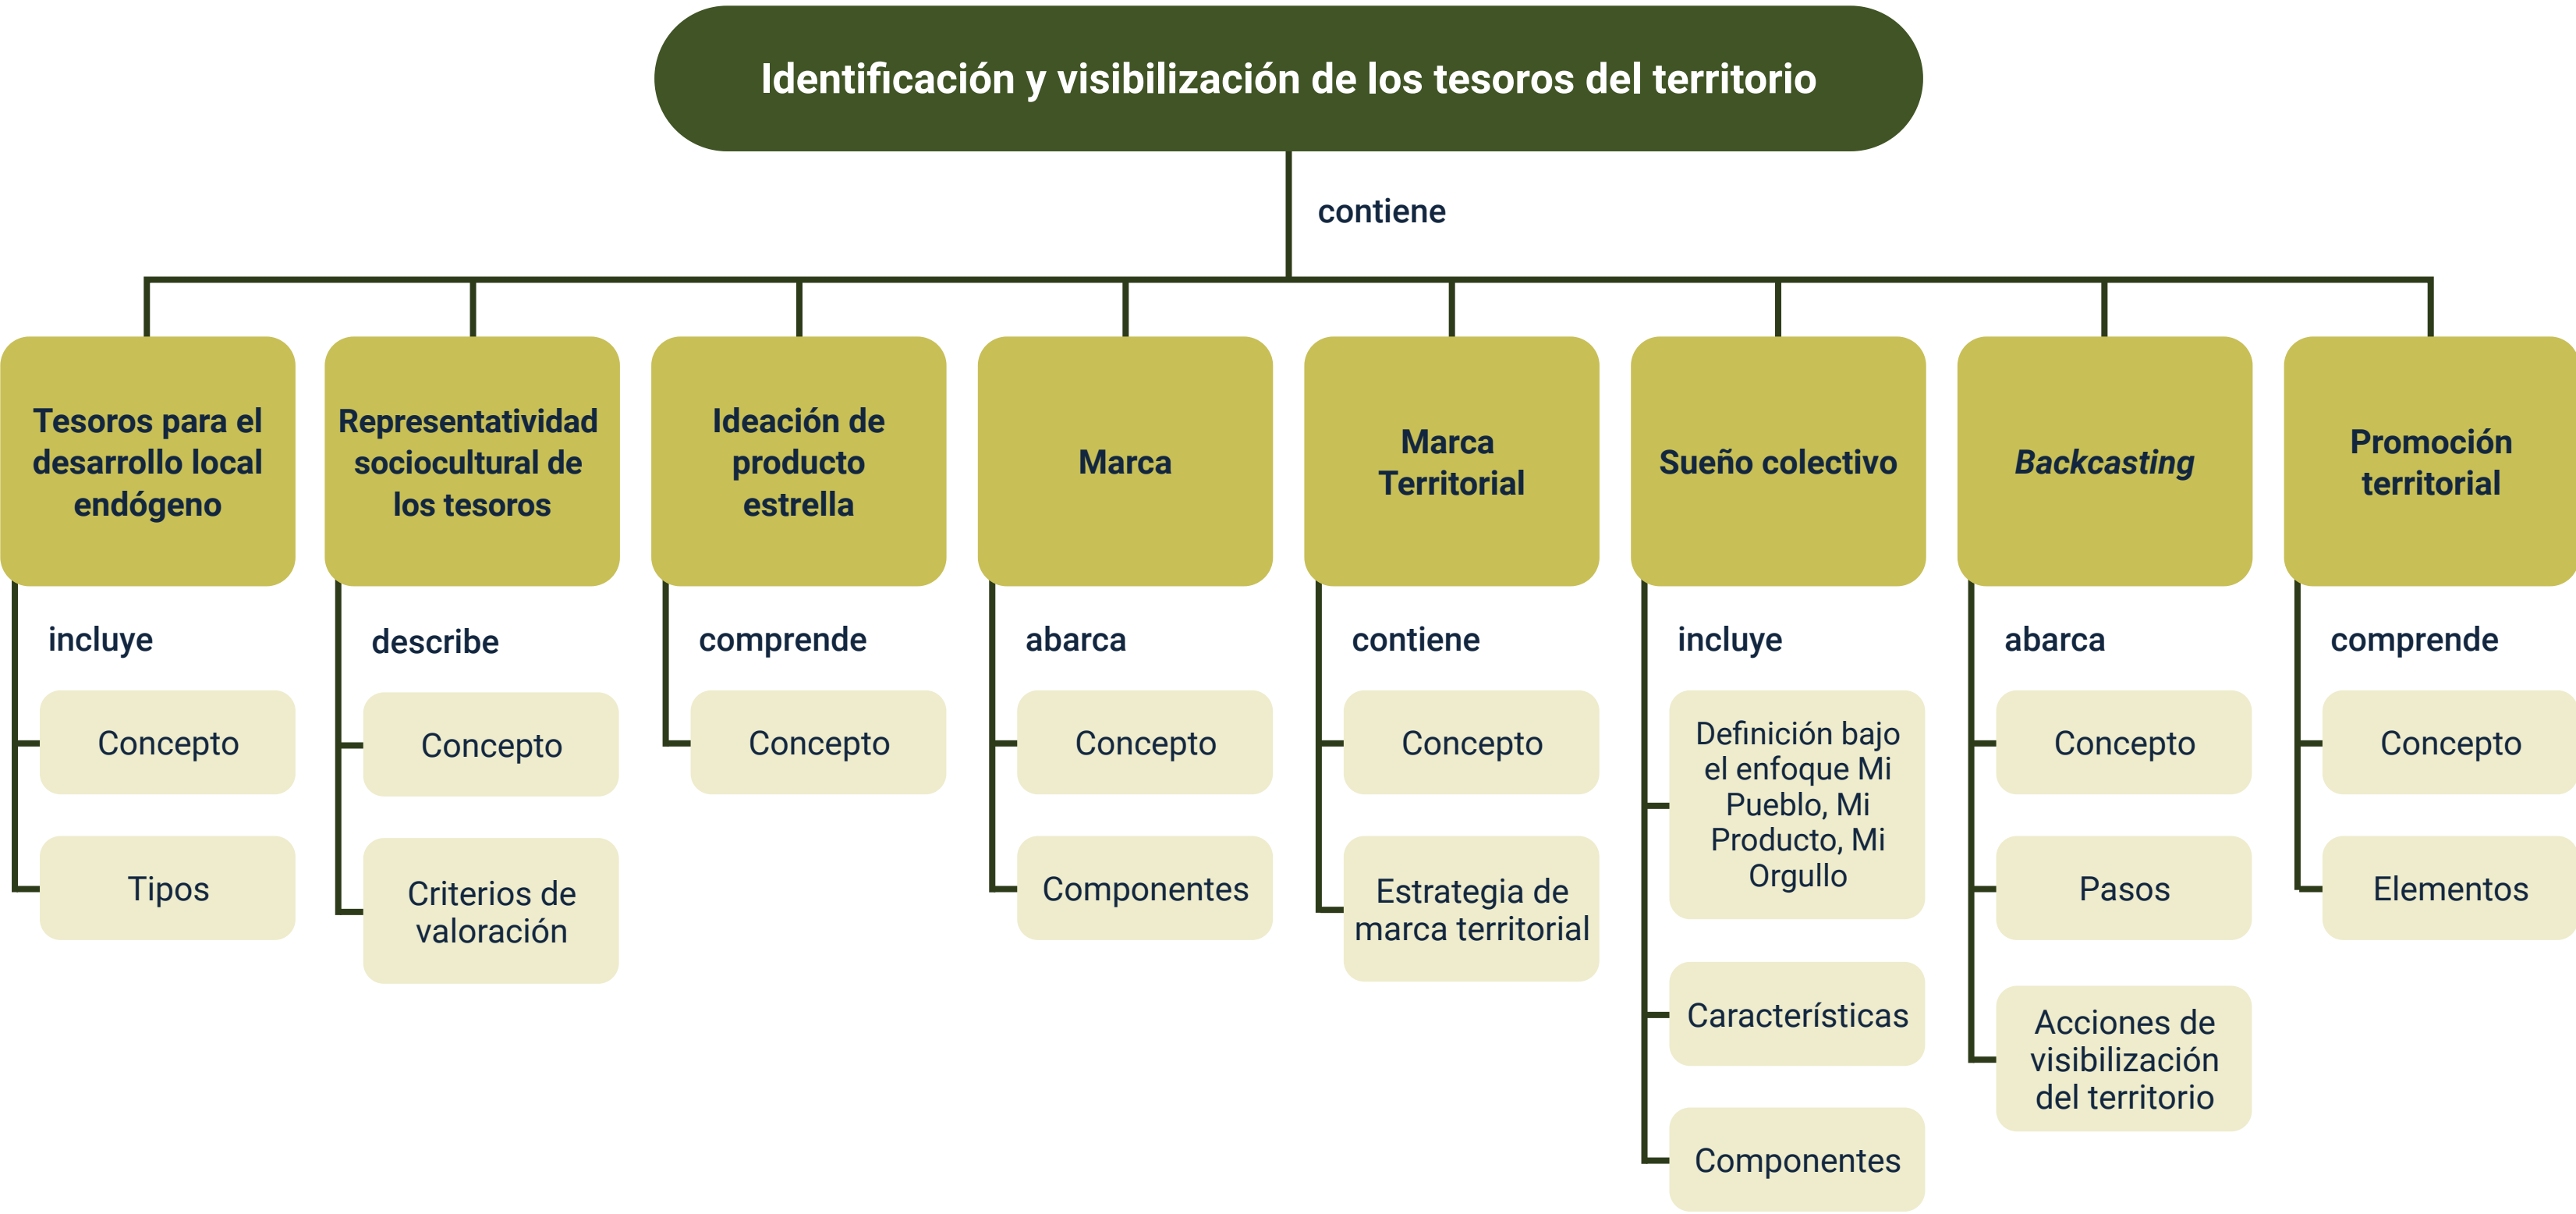 Identificación y visibilización de los tesoros del territorio
contiene
Tesoros para el
desarrollo local
endógeno
incluye
Concepto
Tipos
Representatividad
sociocultural de
los tesoros
describe
Concepto
Criterios de
valoración
Ideación de
producto
estrella
comprende
Concepto
Marca
abarca
Concepto
Componentes
Marca
Territorial
contiene
Concepto
Estrategia de
marca territorial
Sueño colectivo
incluye
Definición bajo
el enfoque Mi
Pueblo, Mi
Producto, Mi
Orgullo
Características
Componentes
Backcasting
abarca
Concepto
Pasos
Acciones de
visibilización
del territorio
Promoción
territorial
comprende
Concepto
Elementos